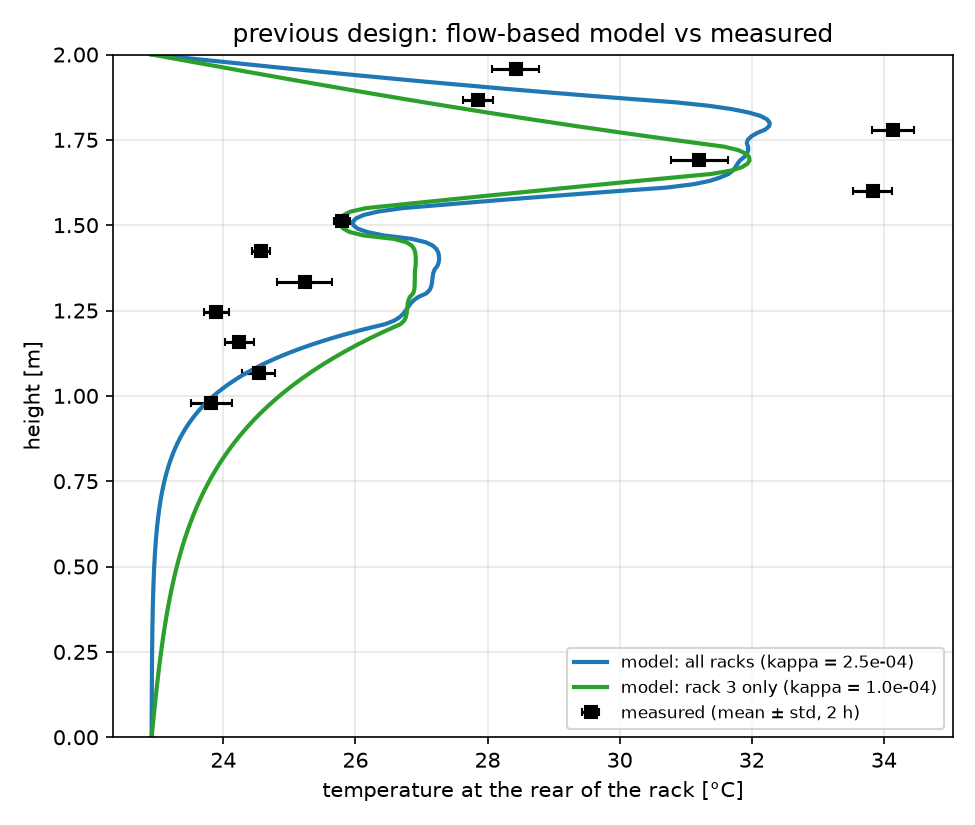 previous design: flow-based model vs measured
2.00
1.75
1.50
1.25
1.00
0.75
0.50
0.25
0.00
height [m]
24
26
28
30
32
34
temperature at the rear of the rack [°C]
model: all racks (kappa = 2.5e-04)
model: rack 3 only (kappa = 1.0e-04)
measured (mean ± std, 2 h)